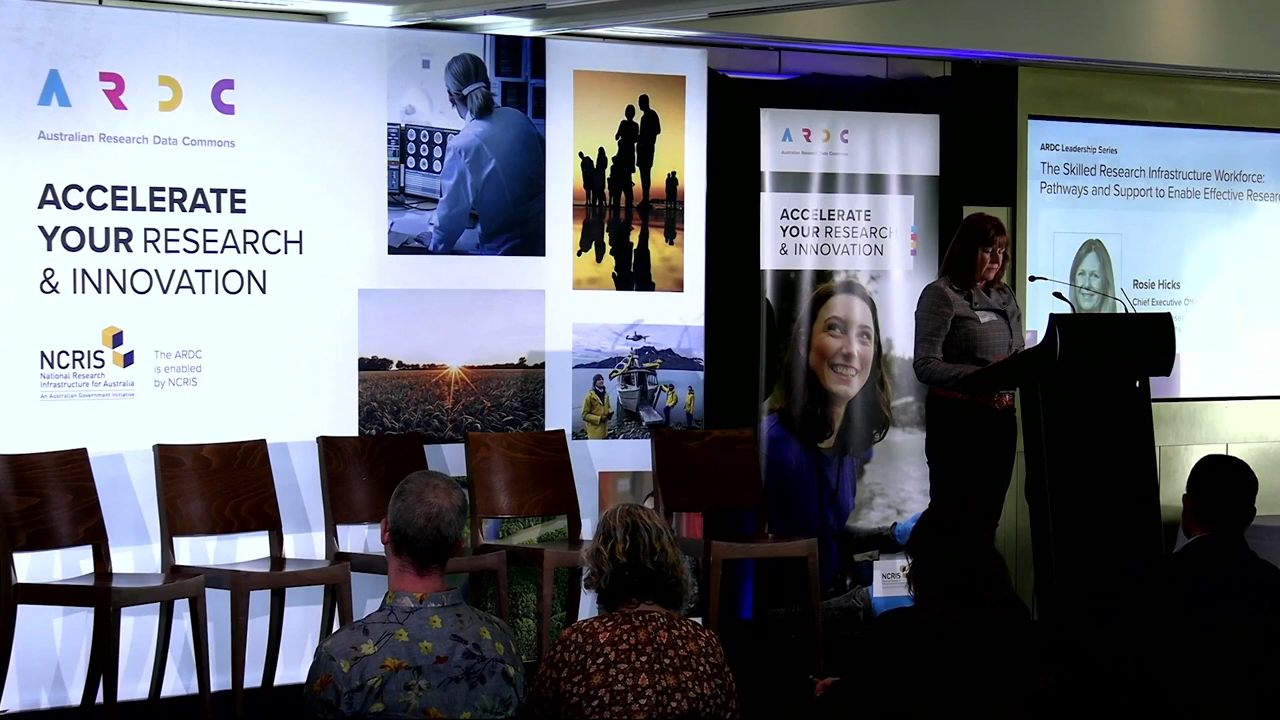 ARDC
Australian Research Data Commons
ACCELERATE
YOUR RESEARCH
& INNOVATION
NCRIS
National Research
Infrastructure for Australia
An Australian Government Initiative
The ARDC
is enabled
by NCRIS
ARDC
Australian Research Data Commons
ACCELERATE
YOUR RESEARCH
& INNOVATION
NCRIS
ARDC Leadership Series
The Skilled Research Infrastructure Workforce:
Pathways and Support to Enable Effective Resear
Rosie Hicks
Chief Executive Off